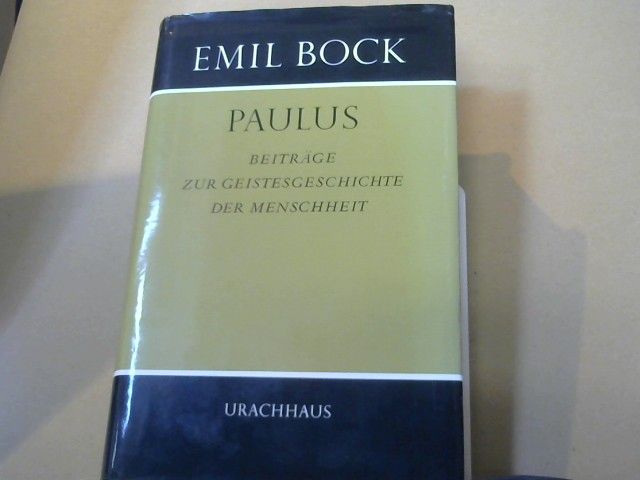 EMIL BOCK
PAULUS
BEITRÄGE
ZUR GEISTESGESCHICHTE
DER MENSCHHEIT
URACHHAUS